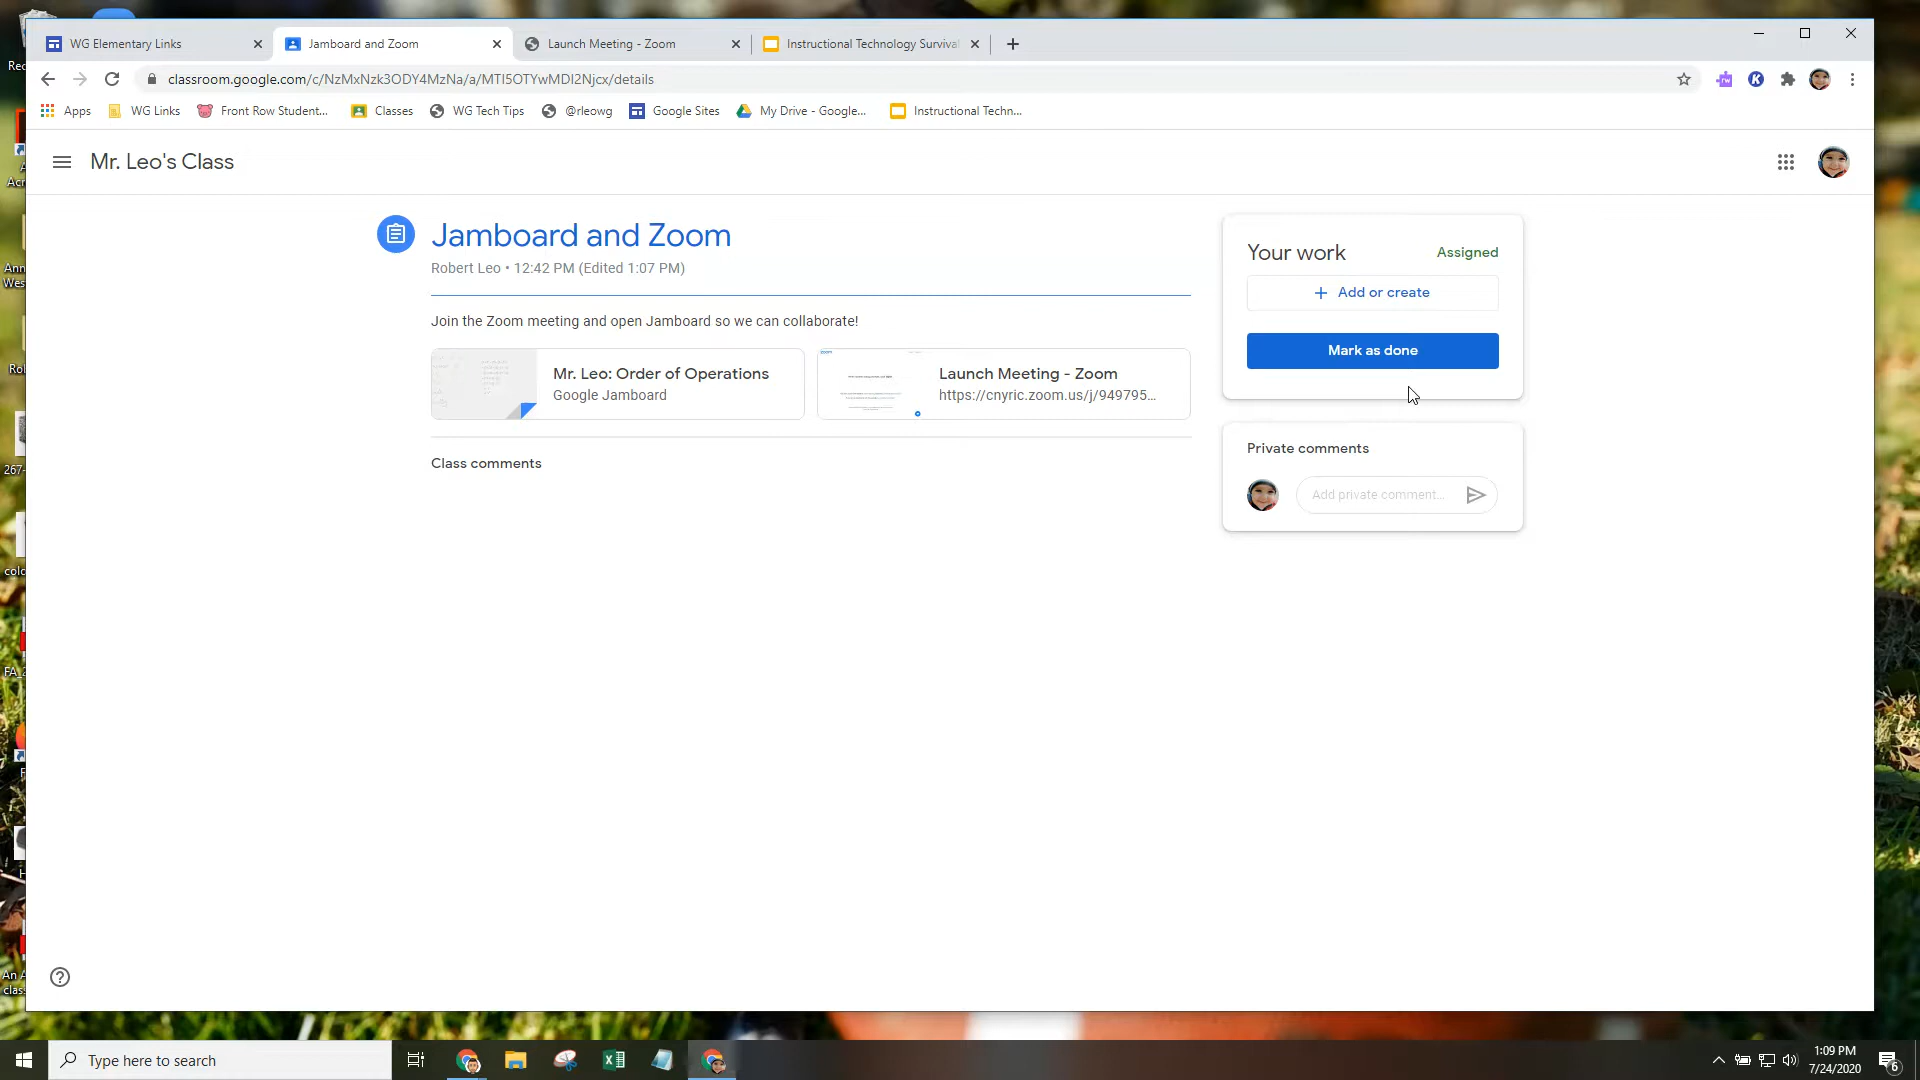 WG Elementary Links
Jamboard and Zoom
Launch Meeting - Zoom
Instructional Technology Surviva
classroom.google.com/c/NzMxNzk3ODY4MzNa/a/MTI5OTYwMDI2Njcx/details
Apps
WG Links
Front Row Student...
Classes
WG Tech Tips
@rleowg
Google Sites
My Drive - Google...
Instructional Techn...
Mr. Leo's Class
Jamboard and Zoom
Robert Leo • 12:42 PM (Edited 1:07 PM)
Join the Zoom meeting and open Jamboard so we can collaborate!
Mr. Leo: Order of Operations
Google Jamboard
Launch Meeting - Zoom
https://cnyric.zoom.us/j/949795...
Class comments
Your work
Assigned
+ Add or create
Mark as done
Private comments
Add private comment...
Type here to search
1:09 PM
7/24/2020
6